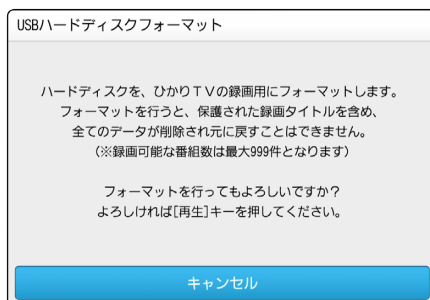 USBハードディスクフォーマット
ハードディスクを、ひかりTVの録画用にフォーマットします。
フォーマットを行うと、保護された録画タイトルを含め、
全てのデータが削除され元に戻すことはできません。
(※録画可能な番組数は最大999件となります)
フォーマットを行ってもよろしいですか?
よろしければ[再生]キーを押してください。
キャンセル